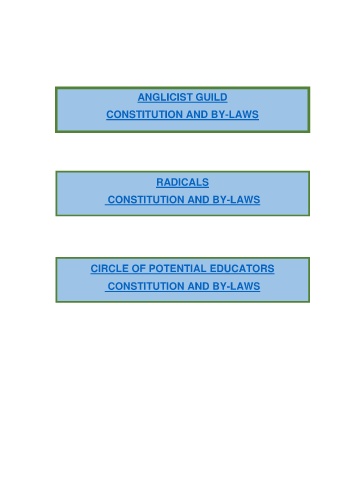 ANGLICIST GUILD
CONSTITUTION AND BY-LAWS
RADICALS
CONSTITUTION AND BY-LAWS
CIRCLE OF POTENTIAL EDUCATORS
CONSTITUTION AND BY-LAWS